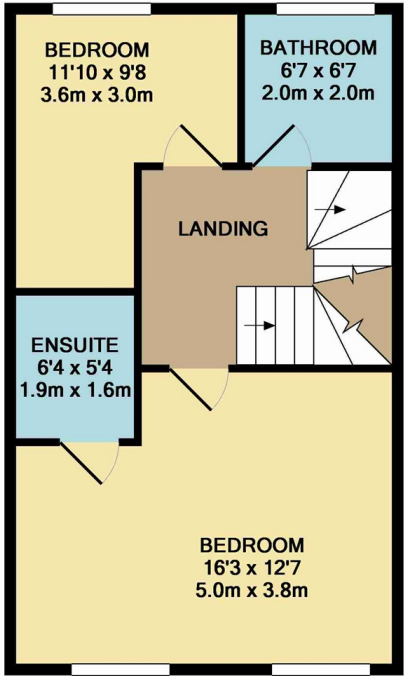 BEDROOM
11'10 x 9'8
3.6m x 3.0m
BATHROOM
6'7 x 6'7
2.0m x 2.0m
LANDING
ENSUITE
6'4 x 5'4
1.9m x 1.6m
BEDROOM
16'3 x 12'7
5.0m x 3.8m